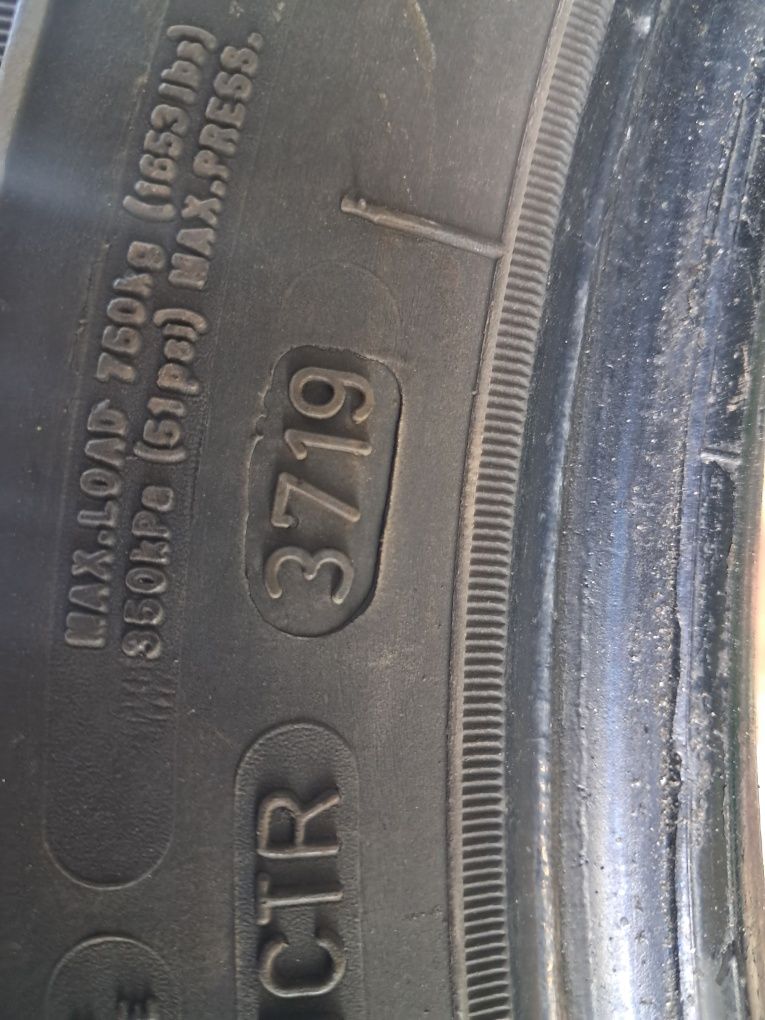 MAX.LOAD 750kg (1653lbs)
350kPa (51psi) MAX.PRESS.
3719
CTR